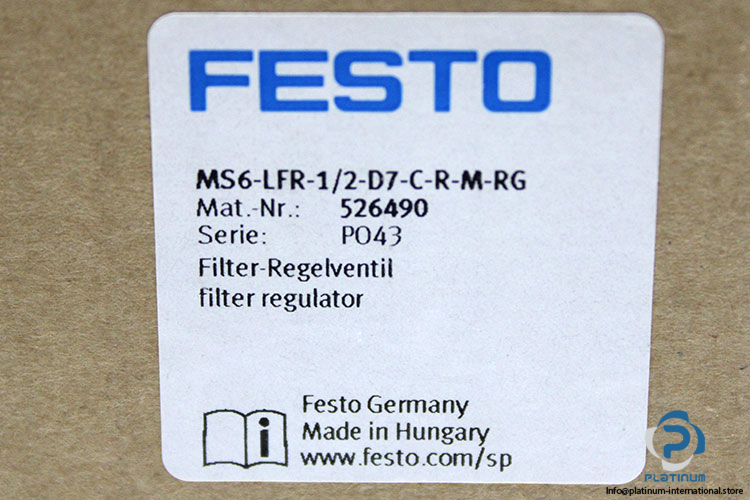 FESTO
MS6-LFR-1/2-D7-C-R-M-RG
Mat.-Nr.: 526490
Serie: PO43
Filter-Regelventil
filter regulator
i
Festo Germany
Made in Hungary
www.festo.com/sp
PLATINUM
Info@platinum-international.store